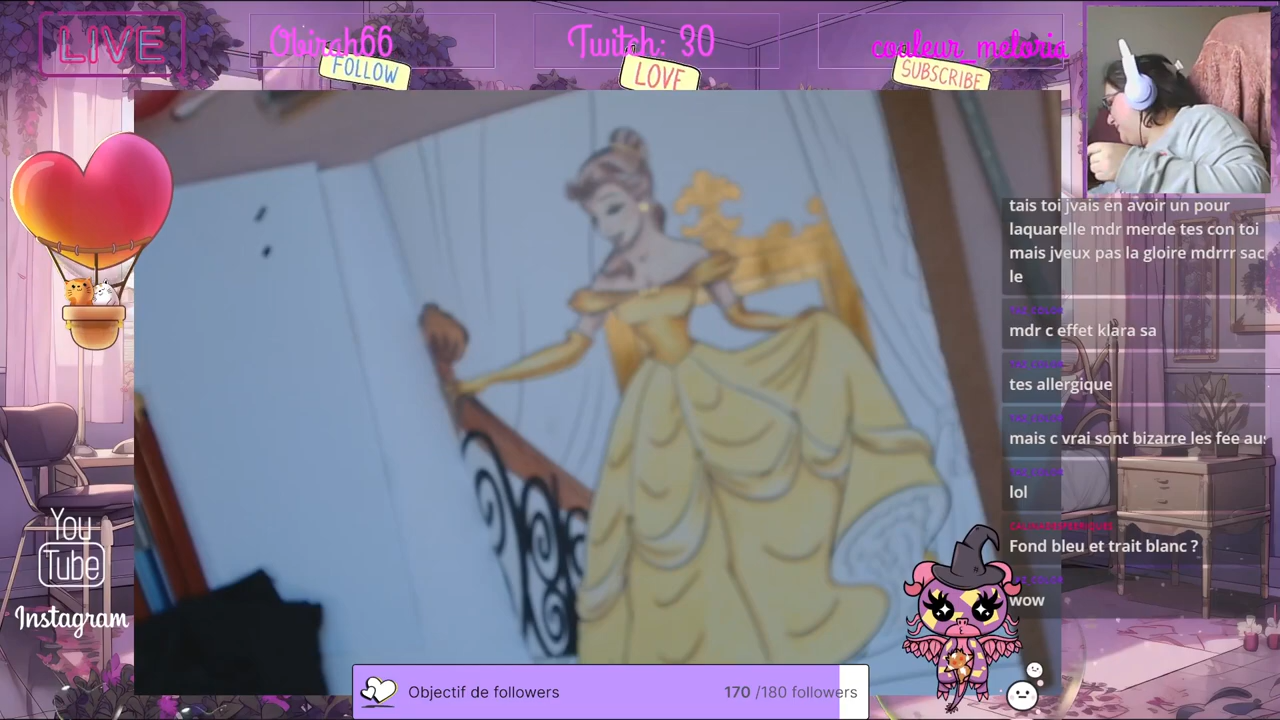 LIVE
Obirah66
FOLLOW
Twitch: 30
LOVE
couleur_meloria
SUBSCRIBE
tais toi jvais en avoir un pour
laquarelle mdr merde tes con toi
mais jveux pas la gloire mdrrr sac
le
mdr c effet klara sa
tes allergique
mais c vrai sont bizarre les fee au
lol
Fond bleu et trait blanc ?
wow
You
Tube
Instagram
Objectif de followers
170 /180 followers